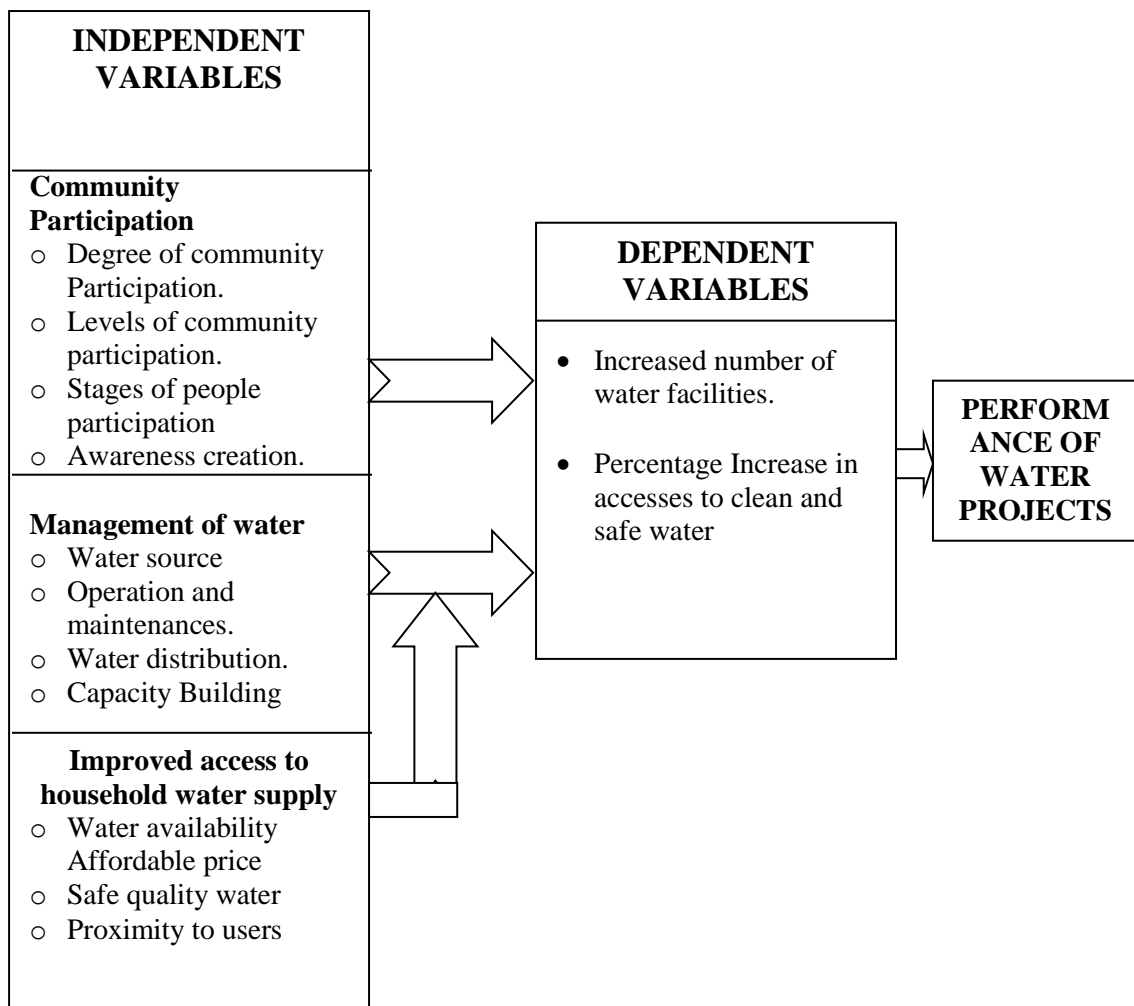 INDEPENDENT
VARIABLES
Community
Participation
o Degree of community
Participation.
o Levels of community
participation.
o Stages of people
participation
o Awareness creation.
Management of water
o Water source
o Operation and
maintenances.
o Water distribution.
o Capacity Building
Improved access to
household water supply
o Water availability
Affordable price
o Safe quality water
o Proximity to users
DEPENDENT
VARIABLES
• Increased number of
water facilities.
• Percentage Increase in
accesses to clean and
safe water
PERFORM
ANCE OF
WATER
PROJECTS